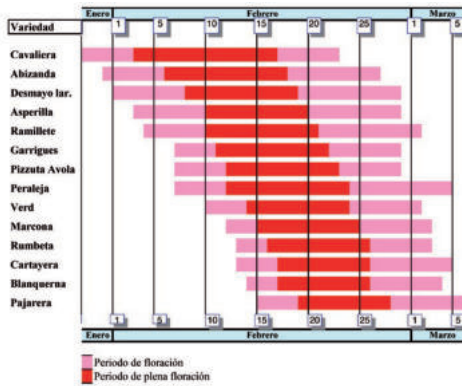 Enero Febrero Marzo
Variedad 1 5 10 15 20 25 1 5
Cavaliera
Abizanda
Desmayo lar.
Asperilla
Ramillete
Garrigues
Pizzuta Avola
Peraleja
Verd
Marcona
Rumbeta
Cartayera
Blanquerna
Pajarera
1 5 10 15 20 25 1 5
Enero Febrero Marzo
Periodo de floración
Periodo de plena floración